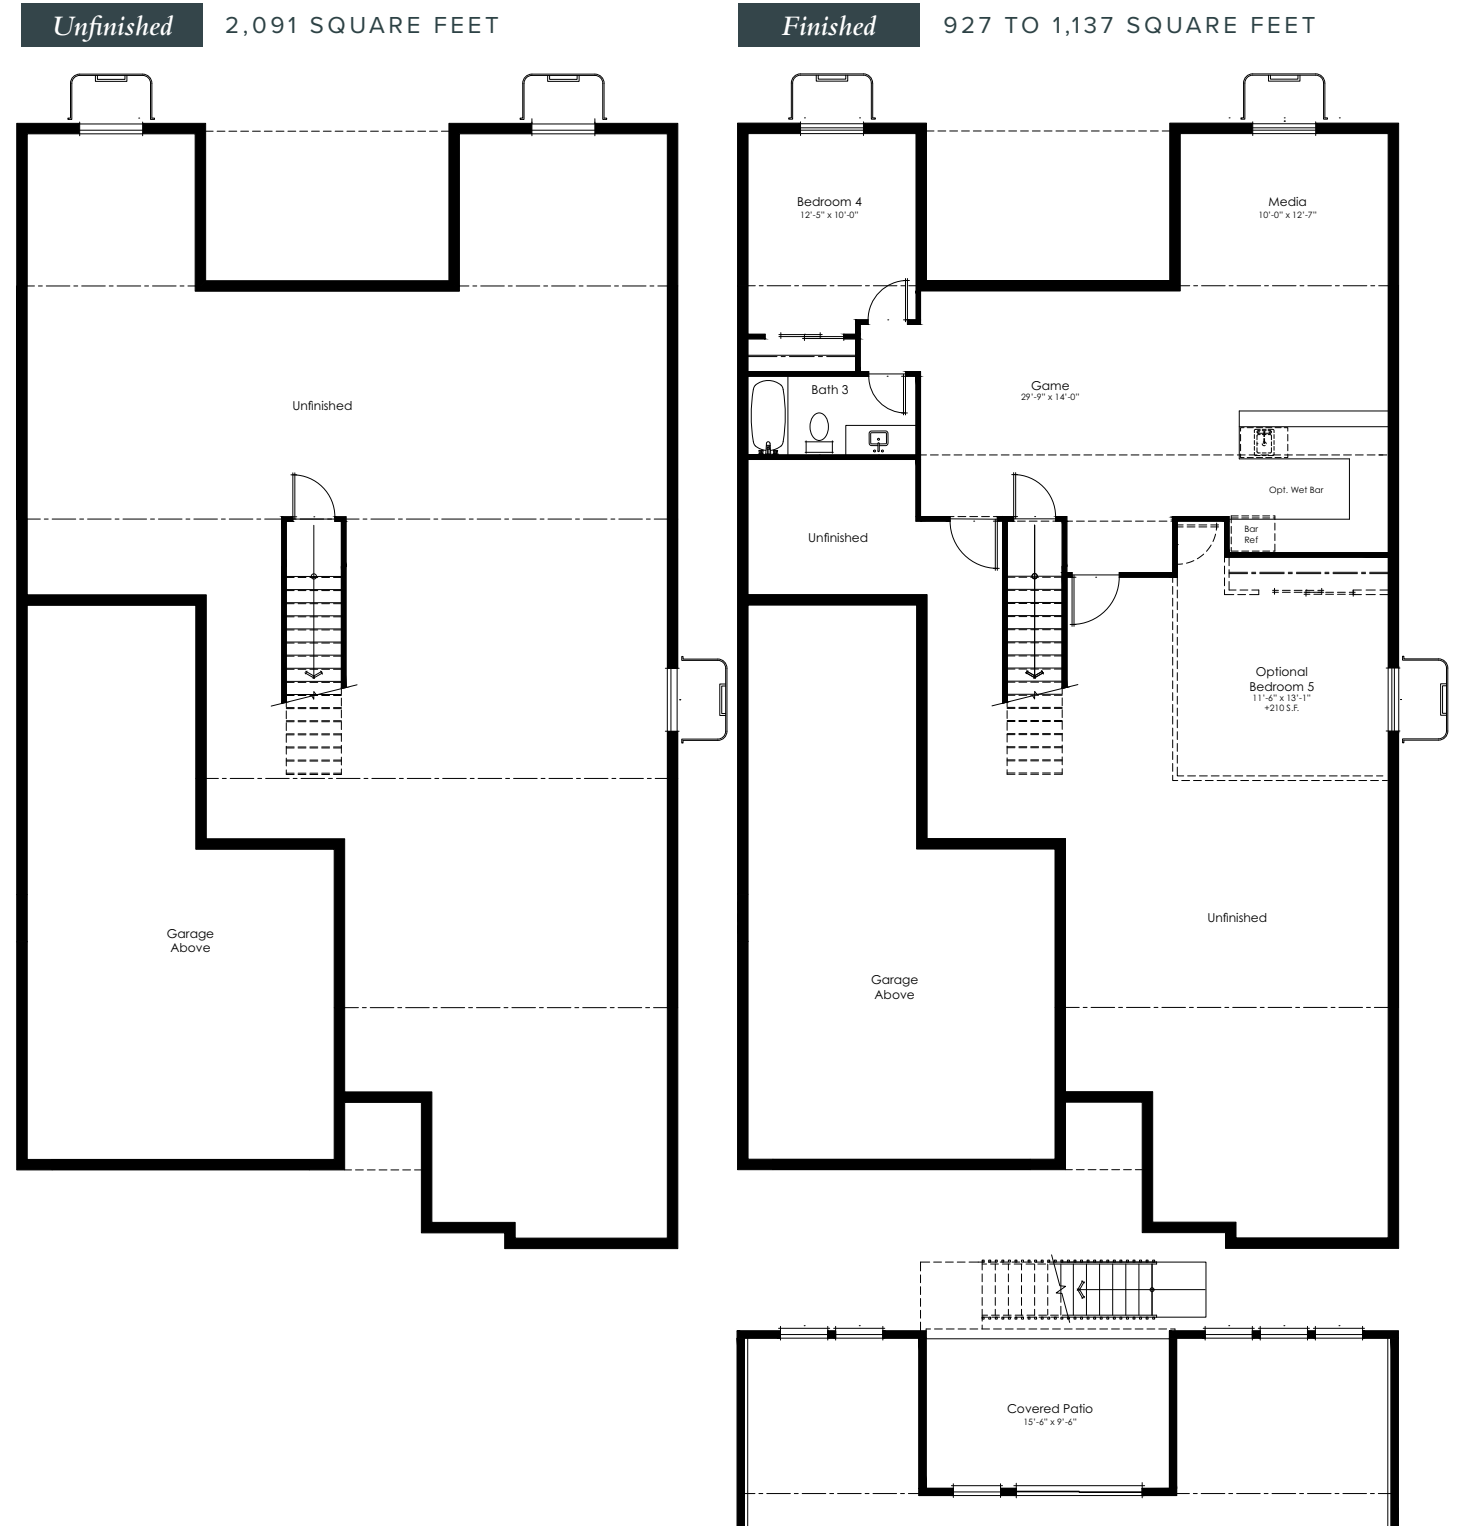 Unfinished 2,091 SQUARE FEET
Unfinished
Garage
Above
Finished 927 TO 1,137 SQUARE FEET
Bedroom 4
12'-5" x 10'-0"
Media
10'-0" x 12'-7"
Bath 3
Game
29'-9" x 14'-0"
Opt. Wet Bar
Bar
Ref
Unfinished
Optional
Bedroom 5
11'-6" x 13'-1"
+210 S.F.
Unfinished
Garage
Above
Covered Patio
15'-6" x 9'-6"